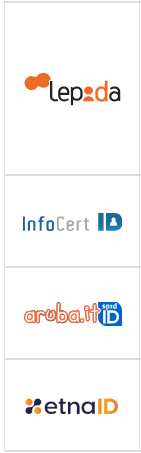 lepida
InfoCert ID
aruba.it spid ID
etnaID